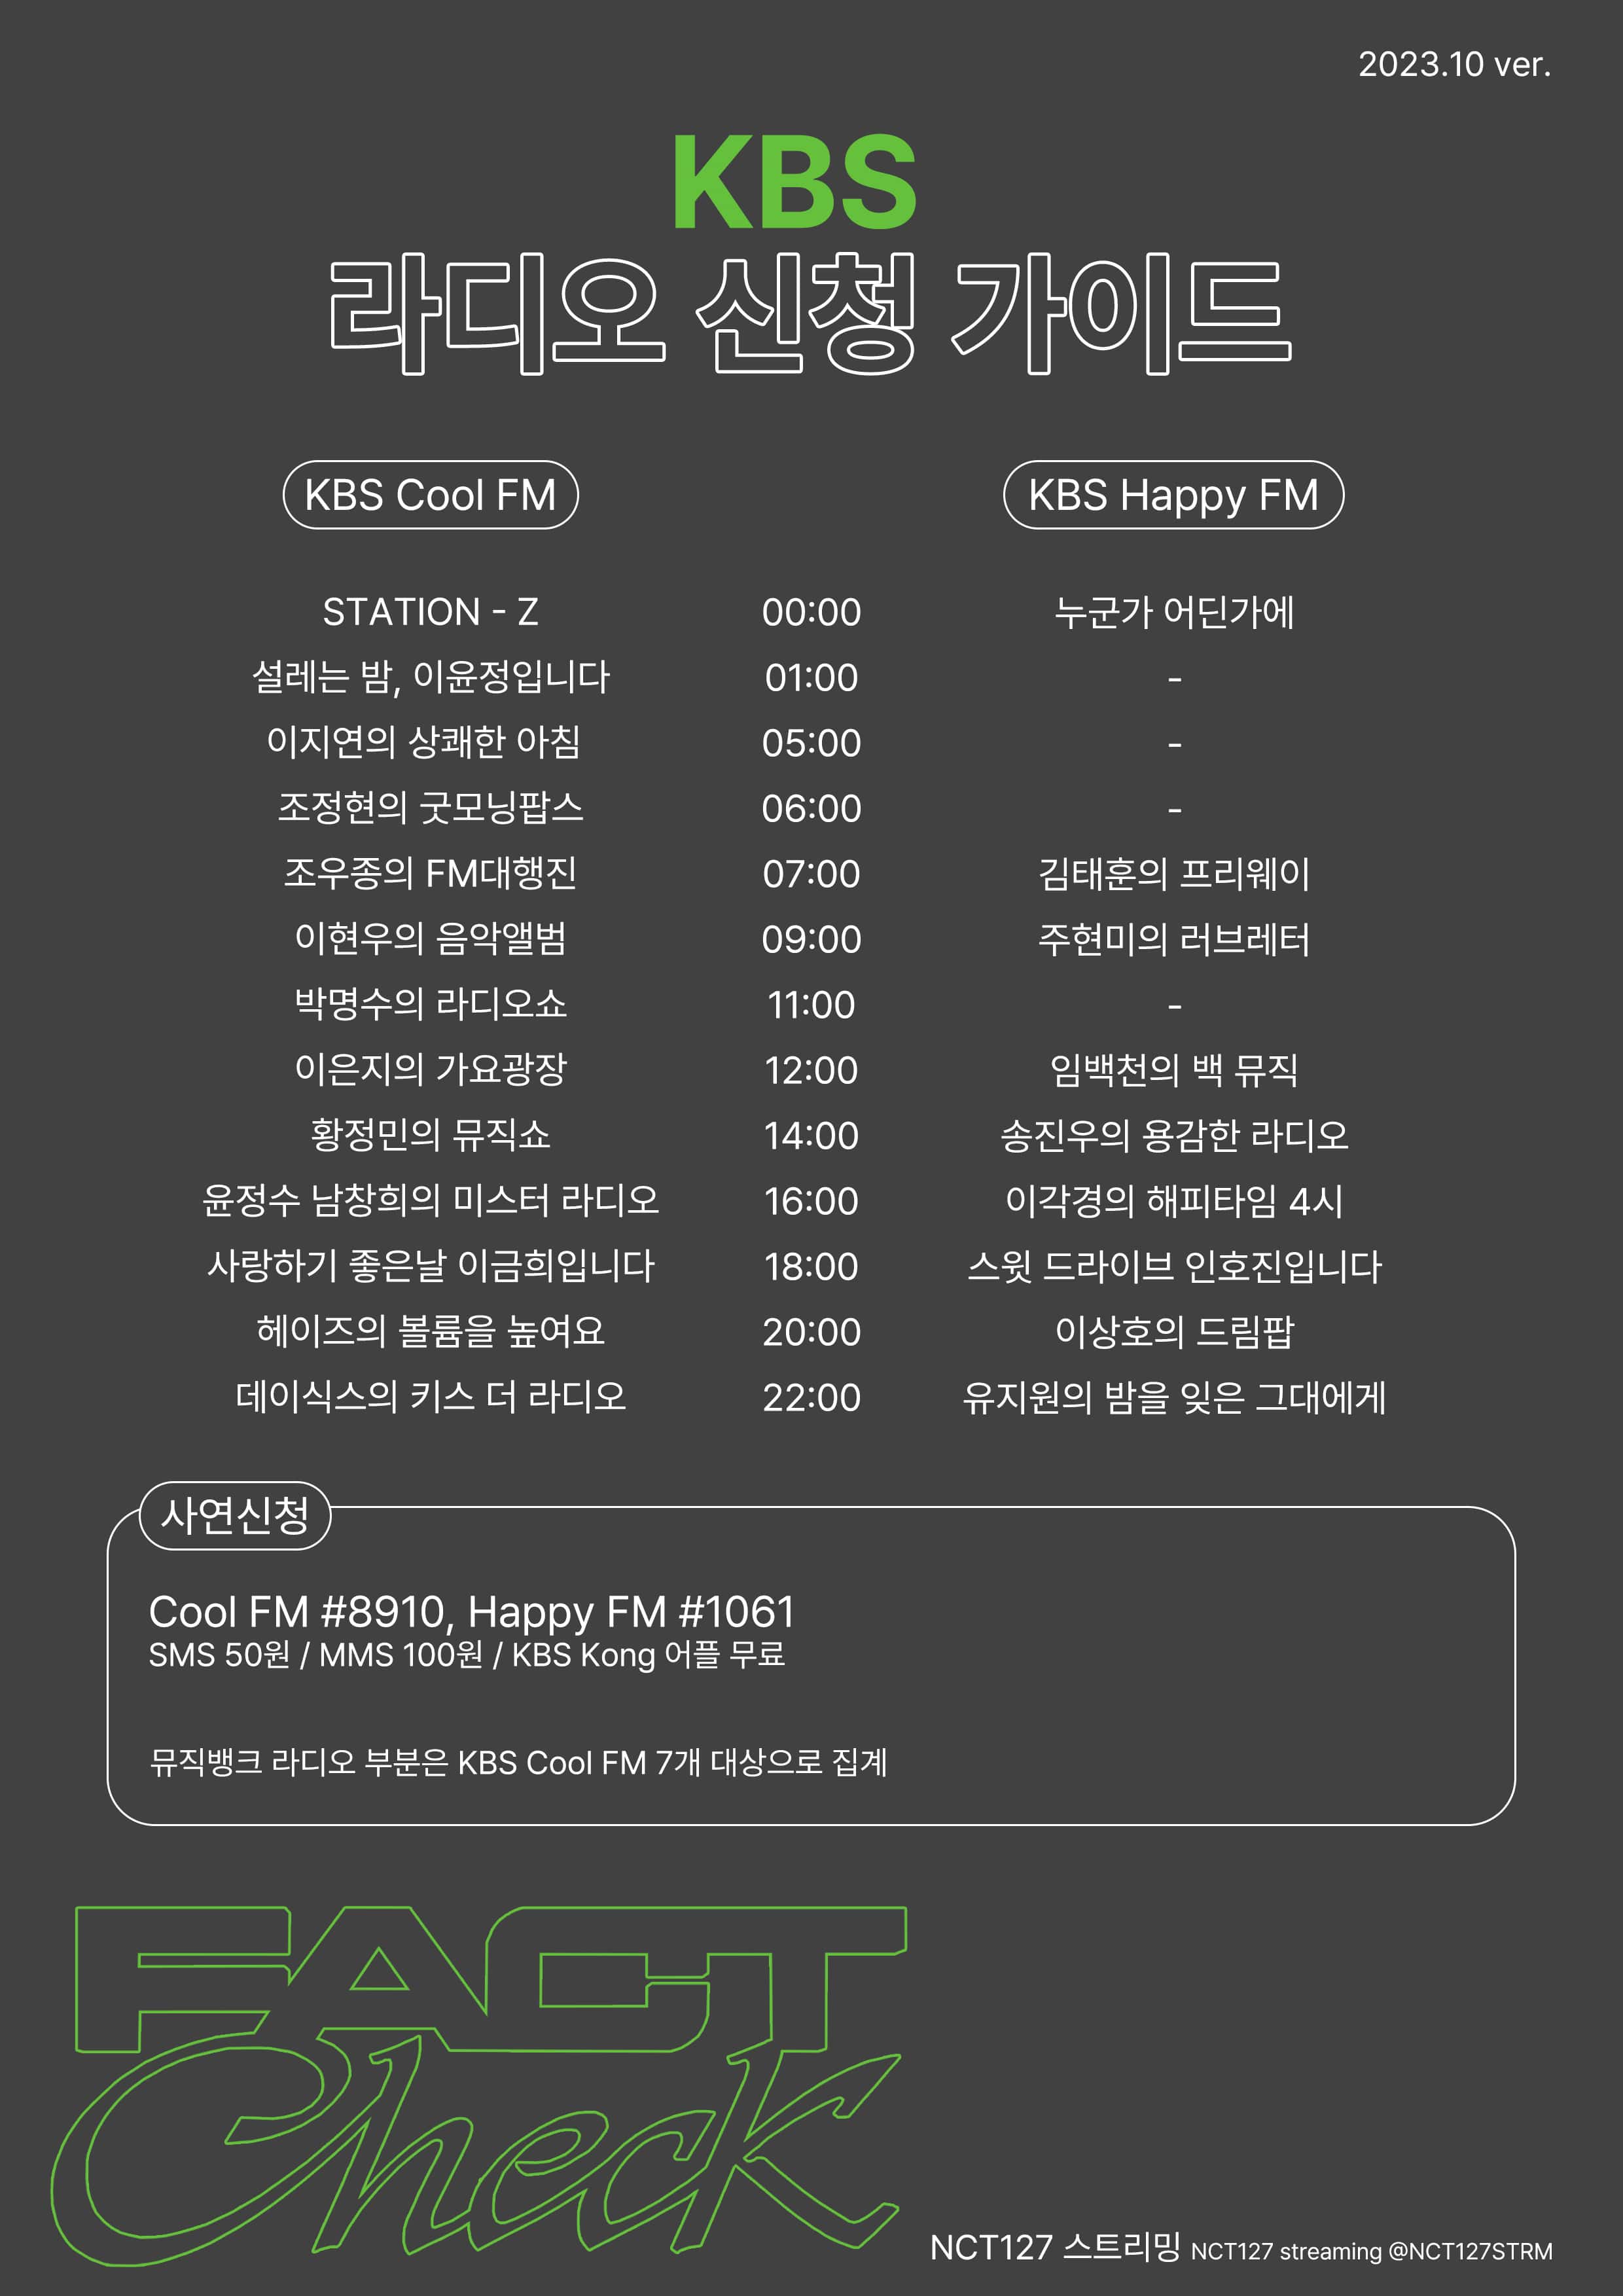 2023.10 ver.
KBS
라디오 신청 가이드
KBS Cool FM KBS Happy FM
STATION - Z 00:00 누군가 어딘가에
설레는 밤, 이윤정입니다 01:00 -
이지연의 상쾌한 아침 05:00 -
조정현의 굿모닝팝스 06:00 -
조우종의 FM대행진 07:00 김태훈의 프리웨이
이현우의 음악앨범 09:00 주현미의 러브레터
박명수의 라디오쇼 11:00 -
이은지의 가요광장 12:00 임백천의 백 뮤직
황정민의 뮤직쇼 14:00 송진우의 용감한 라디오
윤정수 남창희의 미스터 라디오 16:00 이각경의 해피타임 4시
사랑하기 좋은날 이금희입니다 18:00 스윗 드라이브 인호진입니다
헤이즈의 볼륨을 높여요 20:00 이상호의 드림팝
데이식스의 키스 더 라디오 22:00 유지원의 밤을 잊은 그대에게
사연신청
Cool FM #8910, Happy FM #1061
SMS 50원 / MMS 100원 / KBS Kong 어플 무료
뮤직뱅크 라디오 부분은 KBS Cool FM 7개 대상으로 집계
FACT
Check
NCT127 스트리밍 NCT127 streaming @NCT127STRM